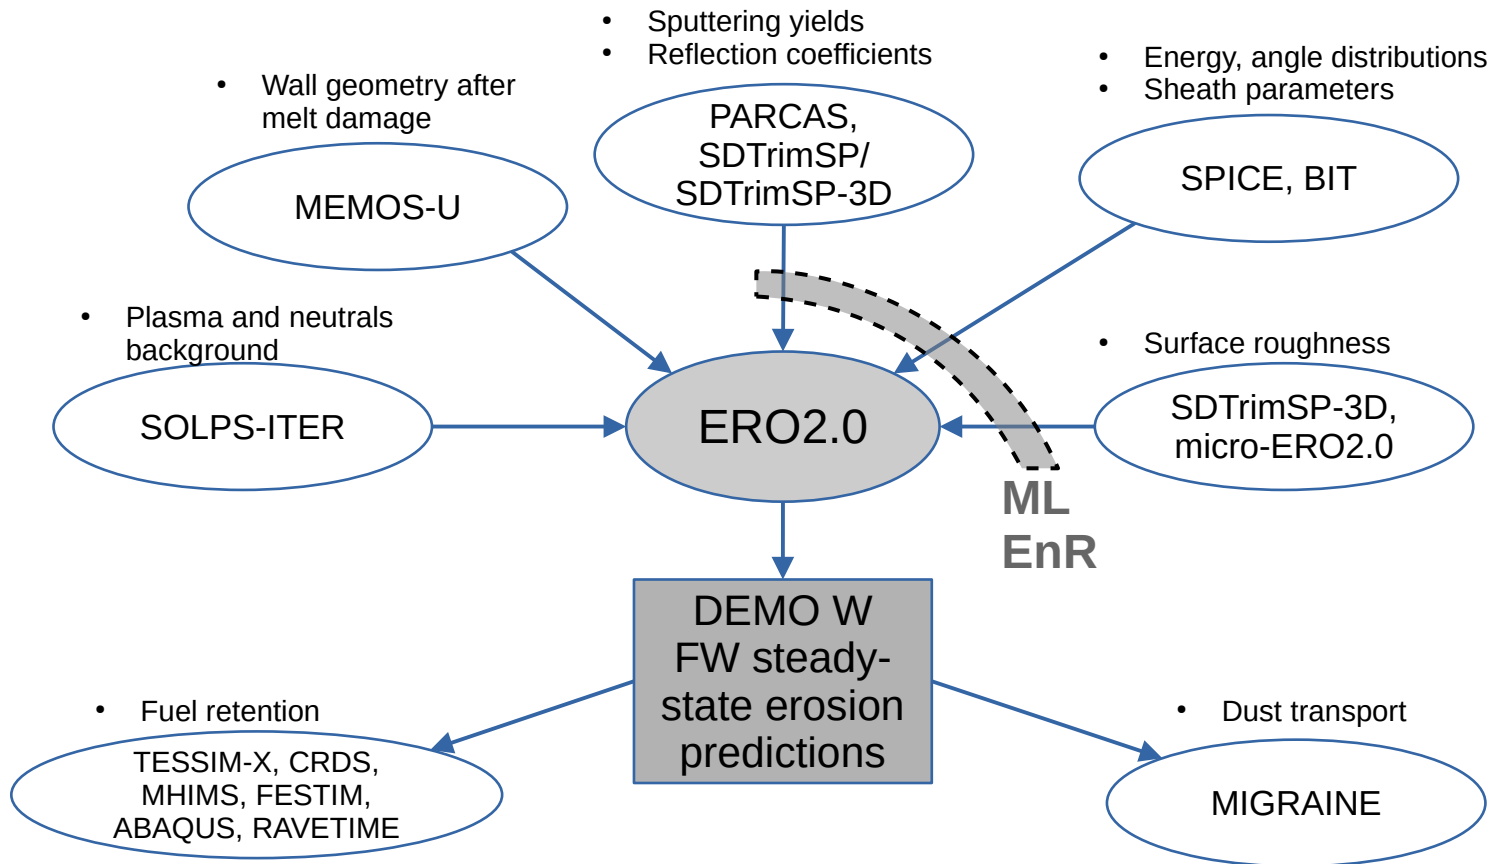 • Sputtering yields
• Reflection coefficients
PARCAS,
SDTrimSP/
SDTrimSP-3D
• Energy, angle distributions
• Sheath parameters
SPICE, BIT
• Wall geometry after
melt damage
MEMOS-U
• Plasma and neutrals
background
SOLPS-ITER
ERO2.0
• Surface roughness
SDTrimSP-3D,
micro-ERO2.0
ML
EnR
DEMO W
FW steady-
state erosion
predictions
• Fuel retention
TESSIM-X, CRDS,
MHIMS, FESTIM,
ABAQUS, RAVETIME
• Dust transport
MIGRAINE